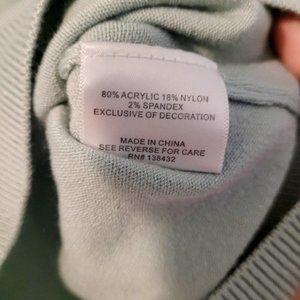 80% ACRYLIC 18% NYLON
2% SPANDEX
EXCLUSIVE OF DECORATION
MADE IN CHINA
SEE REVERSE FOR CARE
RN# 138432